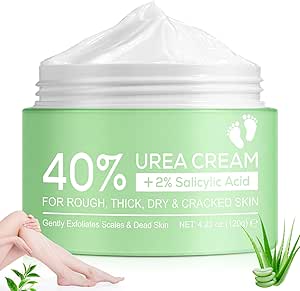 40% UREA CREAM
+ 2% Salicylic Acid
FOR ROUGH, THICK, DRY & CRACKED SKIN
Gently Exfoliates Scales & Dead Skin NET 4.23 oz (120g) ℮